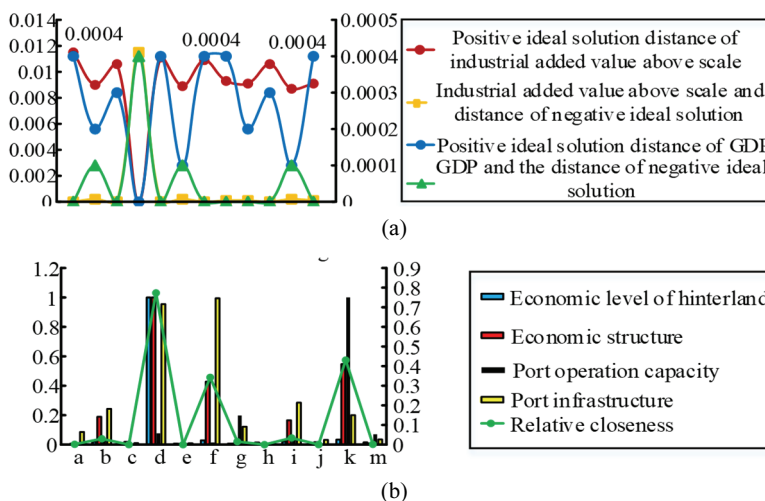 0.014
0.012
0.01
0.008
0.006
0.004
0.002
0
0.0004
0.0004
0.0004
0.0005
0.0004
0.0003
0.0002
0.0001
0
Positive ideal solution distance of
industrial added value above scale
Industrial added value above scale and
distance of negative ideal solution
Positive ideal solution distance of GDP
GDP and the distance of negative ideal
solution
(a)
1.2
1
0.8
0.6
0.4
0.2
0
0.9
0.8
0.7
0.6
0.5
0.4
0.3
0.2
0.1
0
a b c d e f g h i j k m
Economic level of hinterland
Economic structure
Port operation capacity
Port infrastructure
Relative closeness
(b)